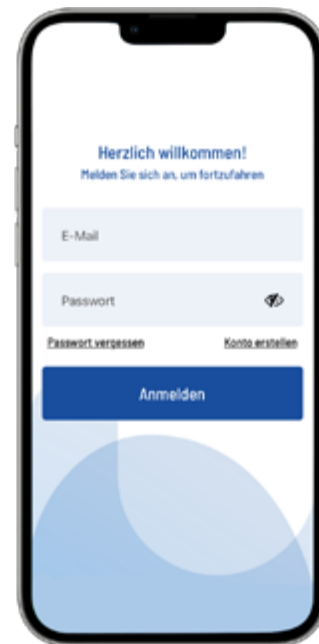 Herzlich willkommen!
Melden Sie sich an, um fortzufahren
E-Mail
Passwort
Passwort vergessen
Konto erstellen
Anmelden